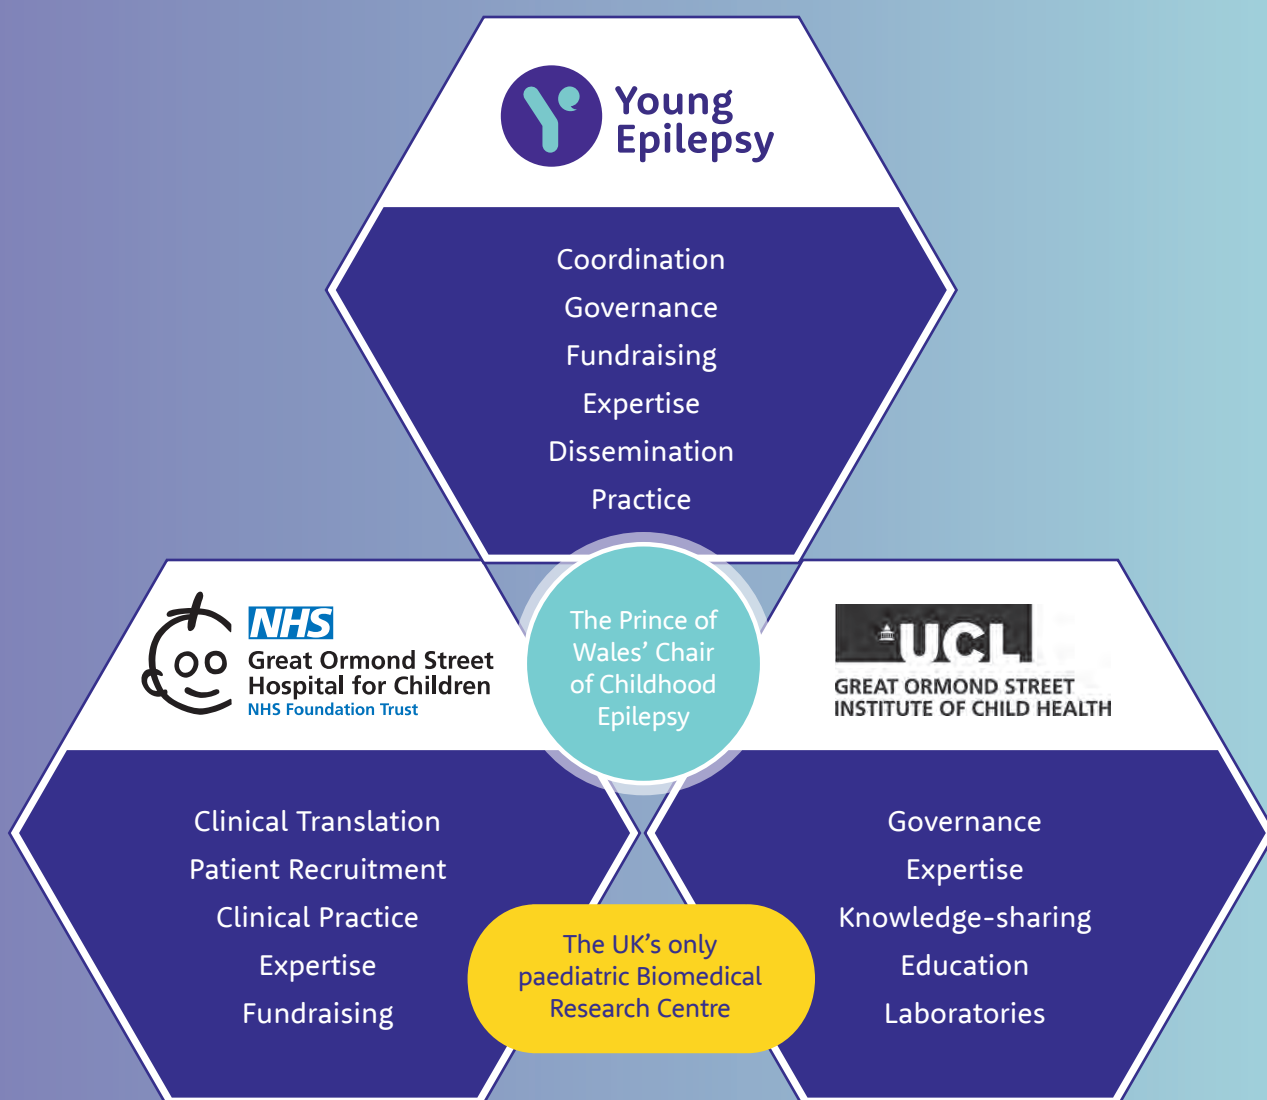 Young
Epilepsy
Coordination
Governance
Fundraising
Expertise
Dissemination
Practice
NHS
Great Ormond Street
Hospital for Children
NHS Foundation Trust
The Prince of
Wales’ Chair
of Childhood
Epilepsy
UCL
GREAT ORMOND STREET
INSTITUTE OF CHILD HEALTH
Clinical Translation
Patient Recruitment
Clinical Practice
Expertise
Fundraising
The UK’s only
paediatric Biomedical
Research Centre
Governance
Expertise
Knowledge-sharing
Education
Laboratories